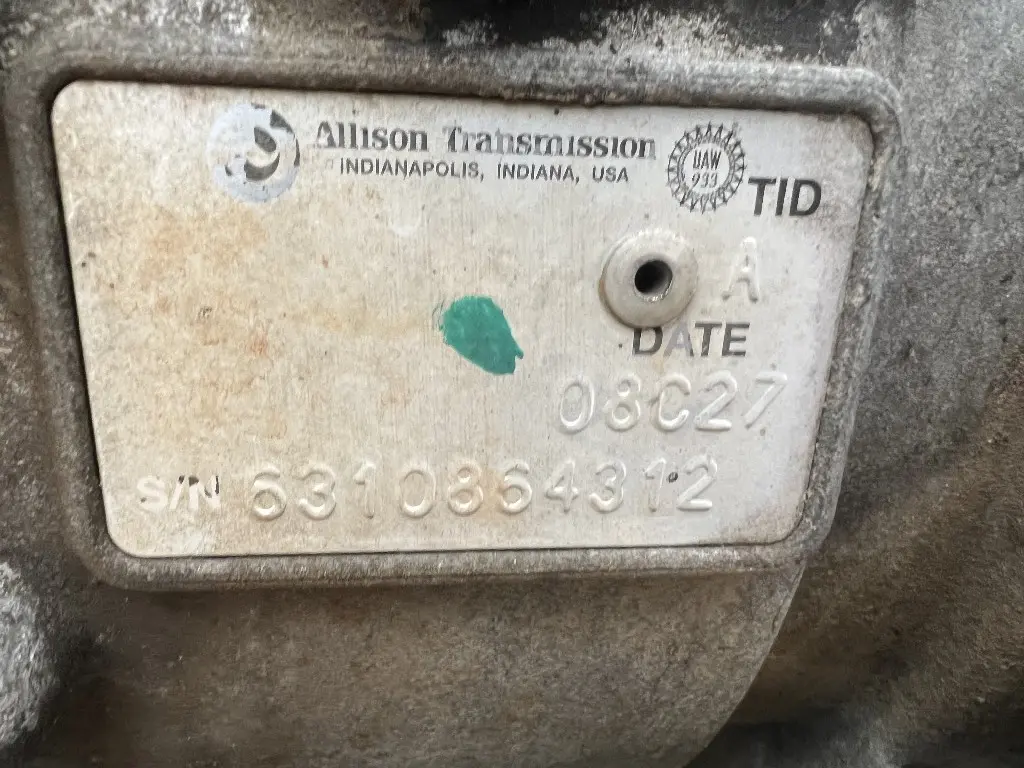 Allison Transmission
INDIANAPOLIS, INDIANA, USA
UAW
933
TID
A
DATE
08C27
S/N 6310864312